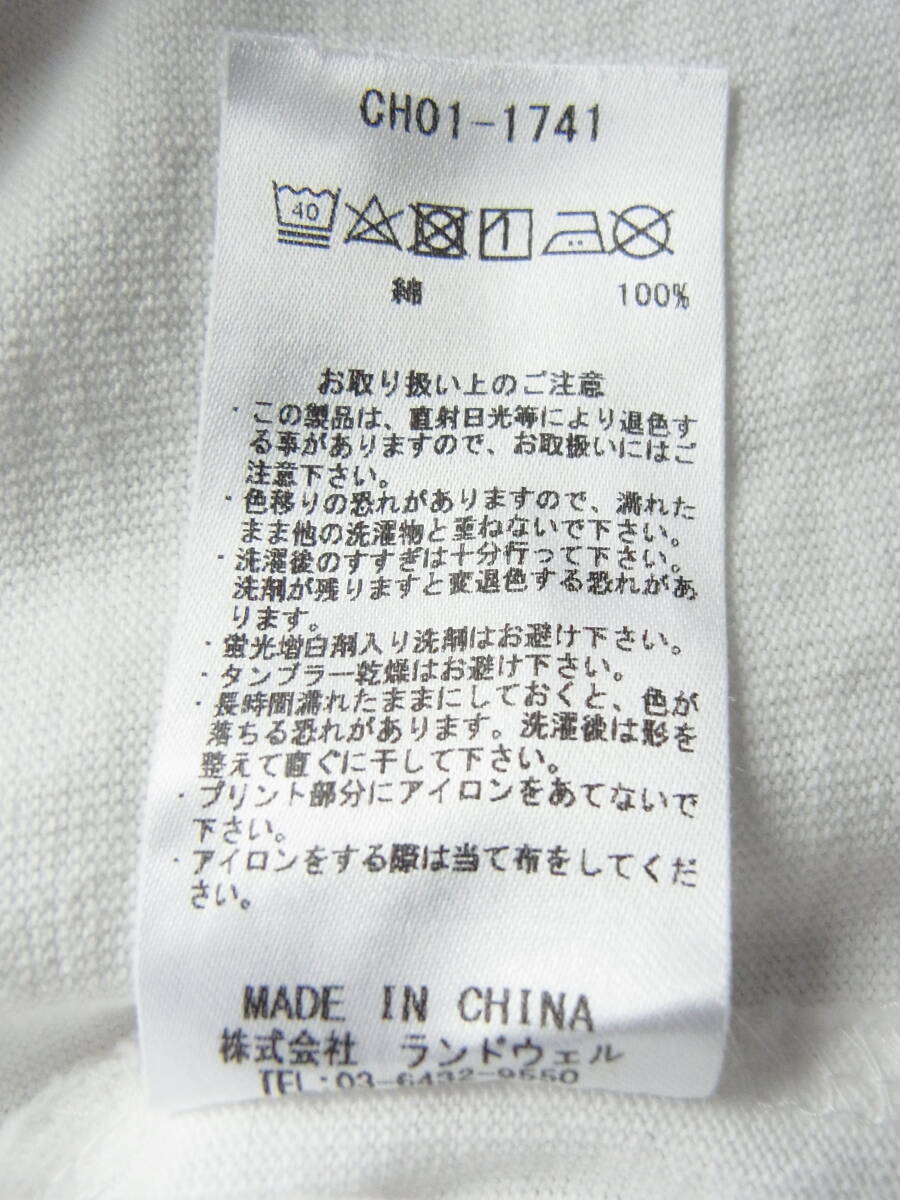 CH01-1741
40
綿 100%
お取り扱い上のご注意
・この製品は、直射日光等により退色す
る事がありますので、お取扱いにはご
注意下さい。
・色移りの恐れがありますので、濡れた
まま他の洗濯物と重ねないで下さい。
・洗濯後のすすぎは十分行って下さい。
洗剤が残りますと変退色する恐れがあ
ります。
・蛍光増白剤入り洗剤はお避け下さい。
・タンブラー乾燥はお避け下さい。
・長時間濡れたままにしておくと、色が
落ちる恐れがあります。洗濯後は形を
整えて直ぐに干して下さい。
・プリント部分にアイロンをあてないで
下さい。
・アイロンをする際は当て布をしてくだ
さい。
MADE IN CHINA
株式会社 ランドウェル
TEL:03-6432-9550